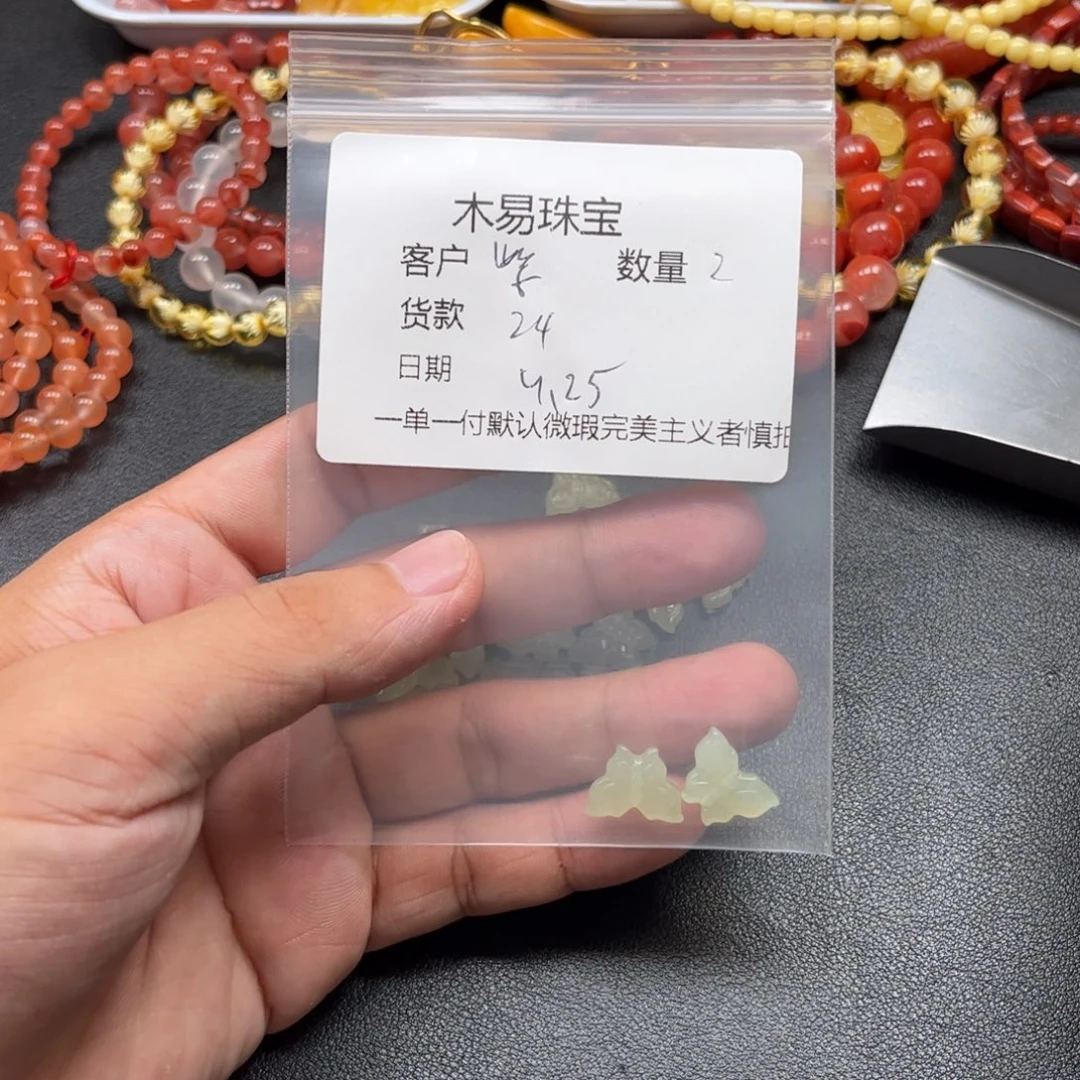 木易珠宝
客户 柴 数量 2
货款 24
日期 4,25
一单一付默认微瑕完美主义者慎拍